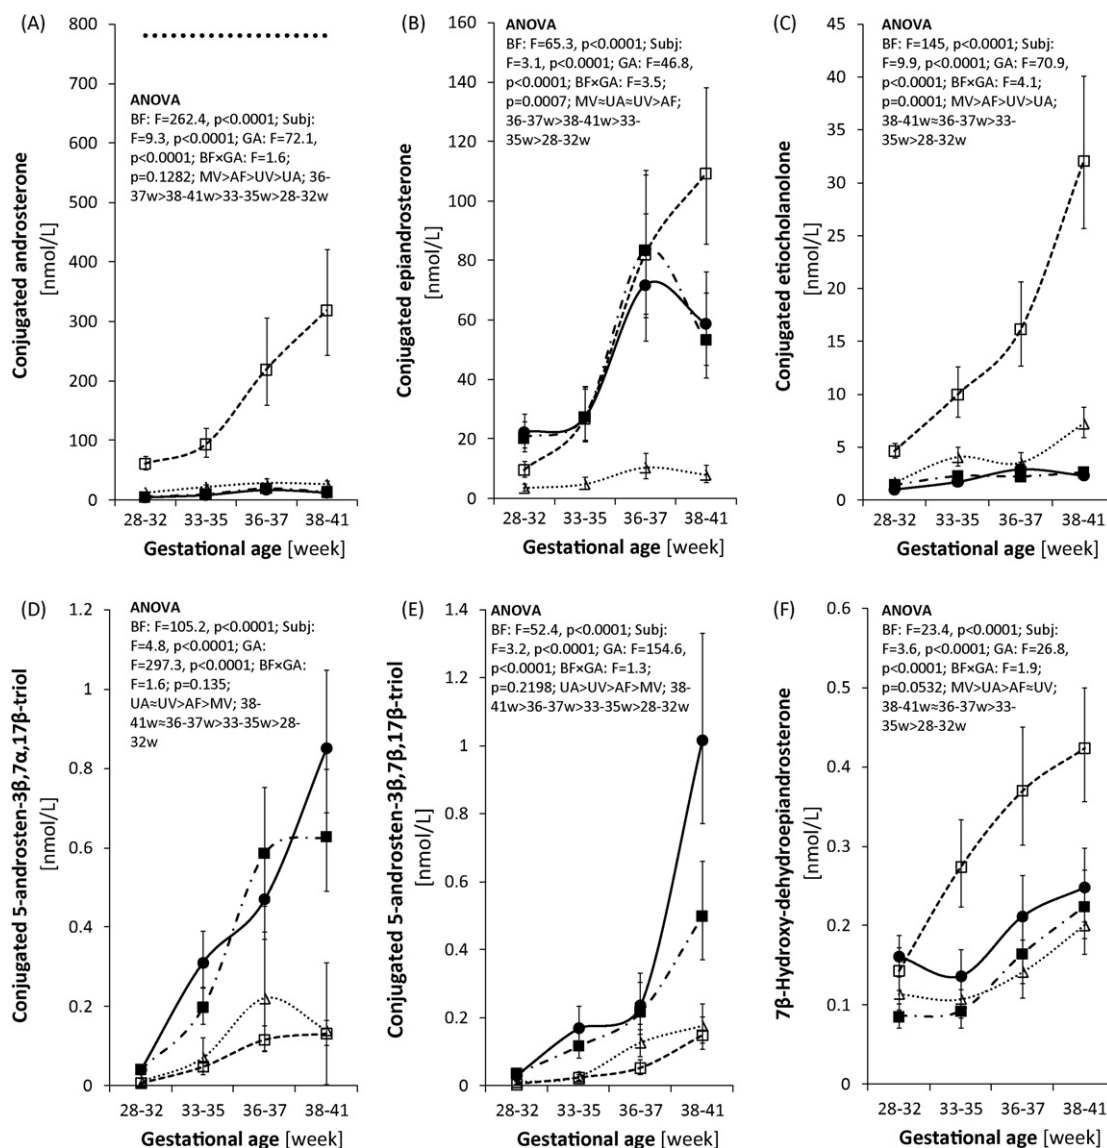 (A)
800
700
600
500
400
300
200
100
0
Conjugated androsterone
[nmol/L]
ANOVA
BF: F=262.4, p<0.0001; Subj:
F=9.3, p<0.0001; GA: F=72.1,
p<0.0001; BF×GA: F=1.6;
p=0.1282; MV>AF>UV>UA; 36-
37w>38-41w>33-35w>28-32w
28-32 33-35 36-37 38-41
Gestational age [week]
(B)
160
140
120
100
80
60
40
20
0
Conjugated epiandrosterone
[nmol/L]
ANOVA
BF: F=65.3, p<0.0001; Subj:
F=3.1, p<0.0001; GA: F=46.8,
p<0.0001; BF×GA: F=3.5;
p=0.0007; MV≈UA≈UV>AF;
36-37w>38-41w>33-
35w>28-32w
28-32 33-35 36-37 38-41
Gestational age [week]
(C)
45
40
35
30
25
20
15
10
5
0
Conjugated etiocholanolone
[nmol/L]
ANOVA
BF: F=145, p<0.0001; Subj:
F=9.9, p<0.0001; GA: F=70.9,
p<0.0001; BF×GA: F=4.1;
p=0.0001; MV>AF>UV>UA;
38-41w≈36-37w>33-
35w>28-32w
28-32 33-35 36-37 38-41
Gestational age [week]
(D)
1.2
1
0.8
0.6
0.4
0.2
0
Conjugated 5-androsten-3β,7α,17β-triol
[nmol/L]
ANOVA
BF: F=105.2, p<0.0001; Subj:
F=4.8, p<0.0001; GA:
F=297.3, p<0.0001; BF×GA:
F=1.6; p=0.135;
UA≈UV>AF>MV; 38-
41w≈36-37w>33-35w>28-
32w
28-32 33-35 36-37 38-41
Gestational age [week]
(E)
1.4
1.2
1
0.8
0.6
0.4
0.2
0
Conjugated 5-androsten-3β,7β,17β-triol
[nmol/L]
ANOVA
BF: F=52.4, p<0.0001; Subj:
F=3.2, p<0.0001; GA: F=154.6,
p<0.0001; BF×GA: F=1.3;
p=0.2198; UA>UV>AF>MV; 38-
41w>36-37w>33-35w>28-32w
28-32 33-35 36-37 38-41
Gestational age [week]
(F)
0.6
0.5
0.4
0.3
0.2
0.1
0
7β-Hydroxy-dehydroepiandrosterone
[nmol/L]
ANOVA
BF: F=23.4, p<0.0001; Subj:
F=3.6, p<0.0001; GA: F=26.8,
p<0.0001; BF×GA: F=1.9;
p=0.0532; MV>UA>AF≈UV;
38-41w≈36-37w>33-
35w>28-32w
28-32 33-35 36-37 38-41
Gestational age [week]